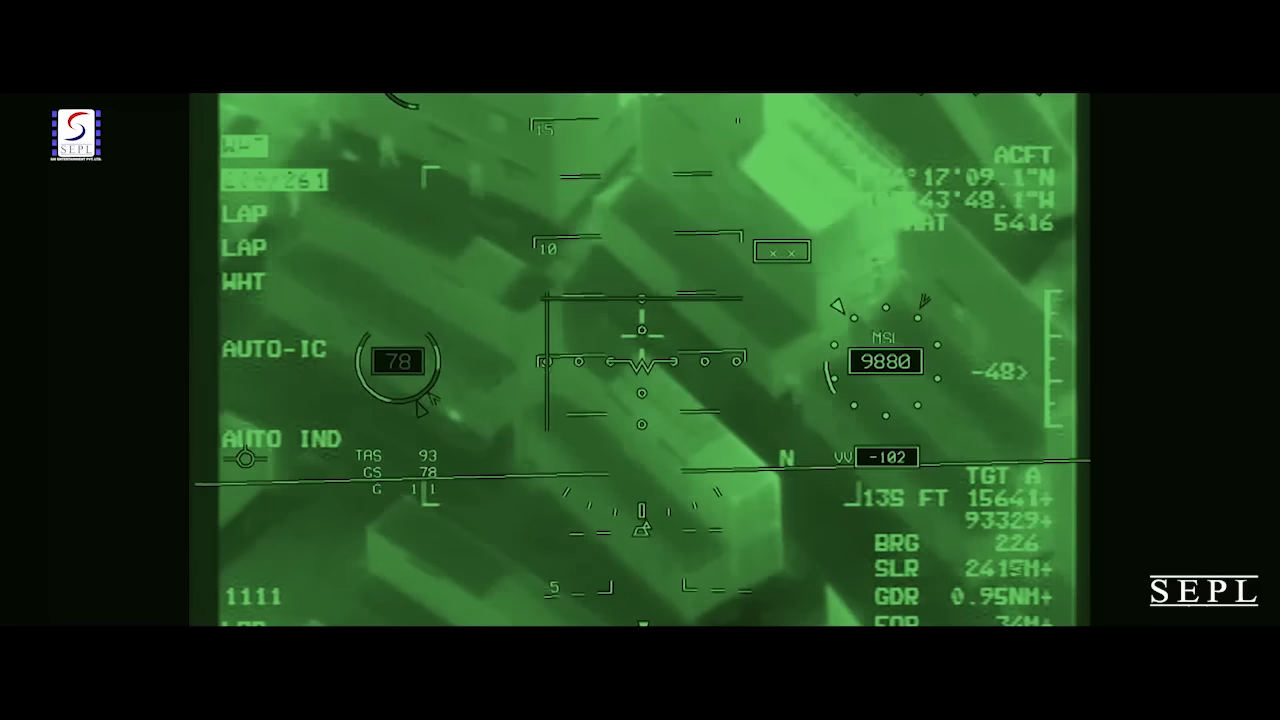 SEPL
15
ACFT
17'09.1"N
43'48.1"W
5416
LAP
LAP
10
x x
WHT
MSL
AUTO-IC
78
9880
-48>
AUTO IND
TAS 93
N
VV -102
GS 78
TGT A
G 1 1
135 FT 15641+
93329+
BRG 226
SLR 2415M+
5
SEPL
1111
GDR 0.95NM+